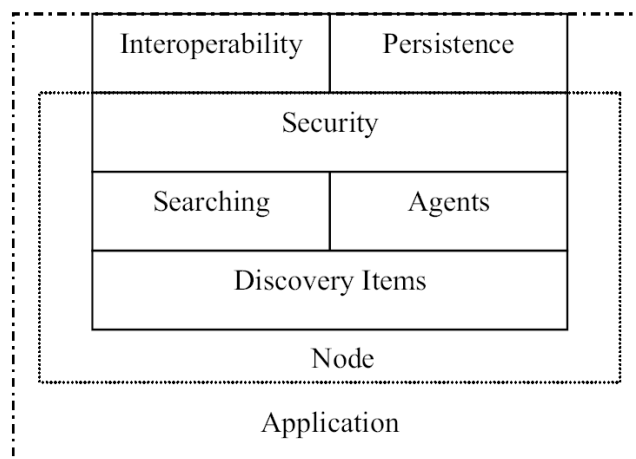 Interoperability
Persistence
Security
Searching
Agents
Discovery Items
Node
Application